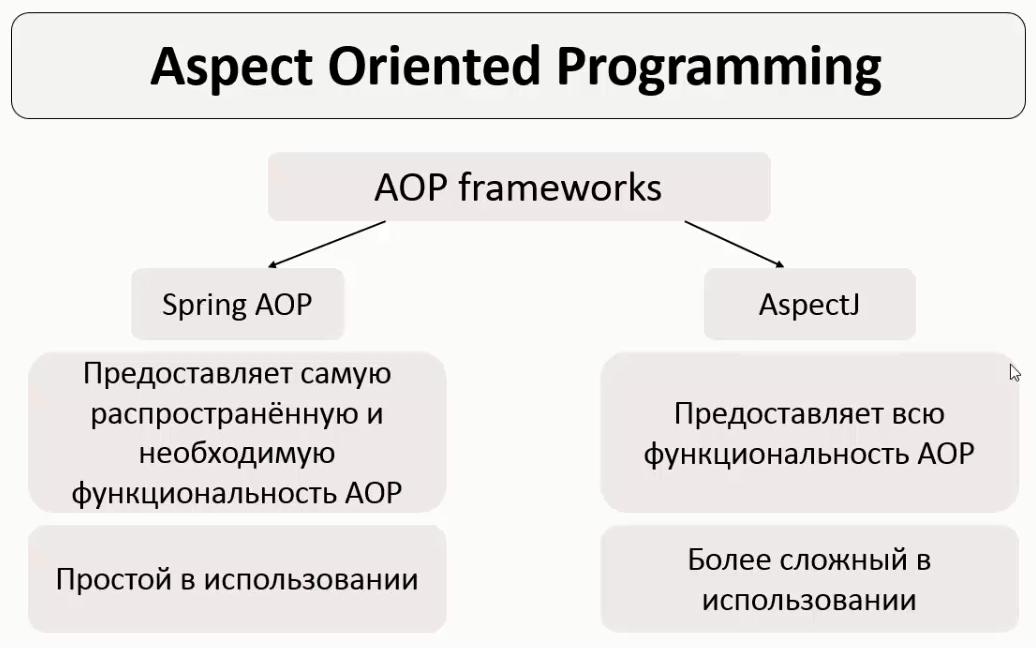 Aspect Oriented Programming
AOP frameworks
Spring AOP
AspectJ
Предоставляет самую
распространённую и
необходимую
функциональность AOP
Предоставляет всю
функциональность AOP
Простой в использовании
Более сложный в
использовании